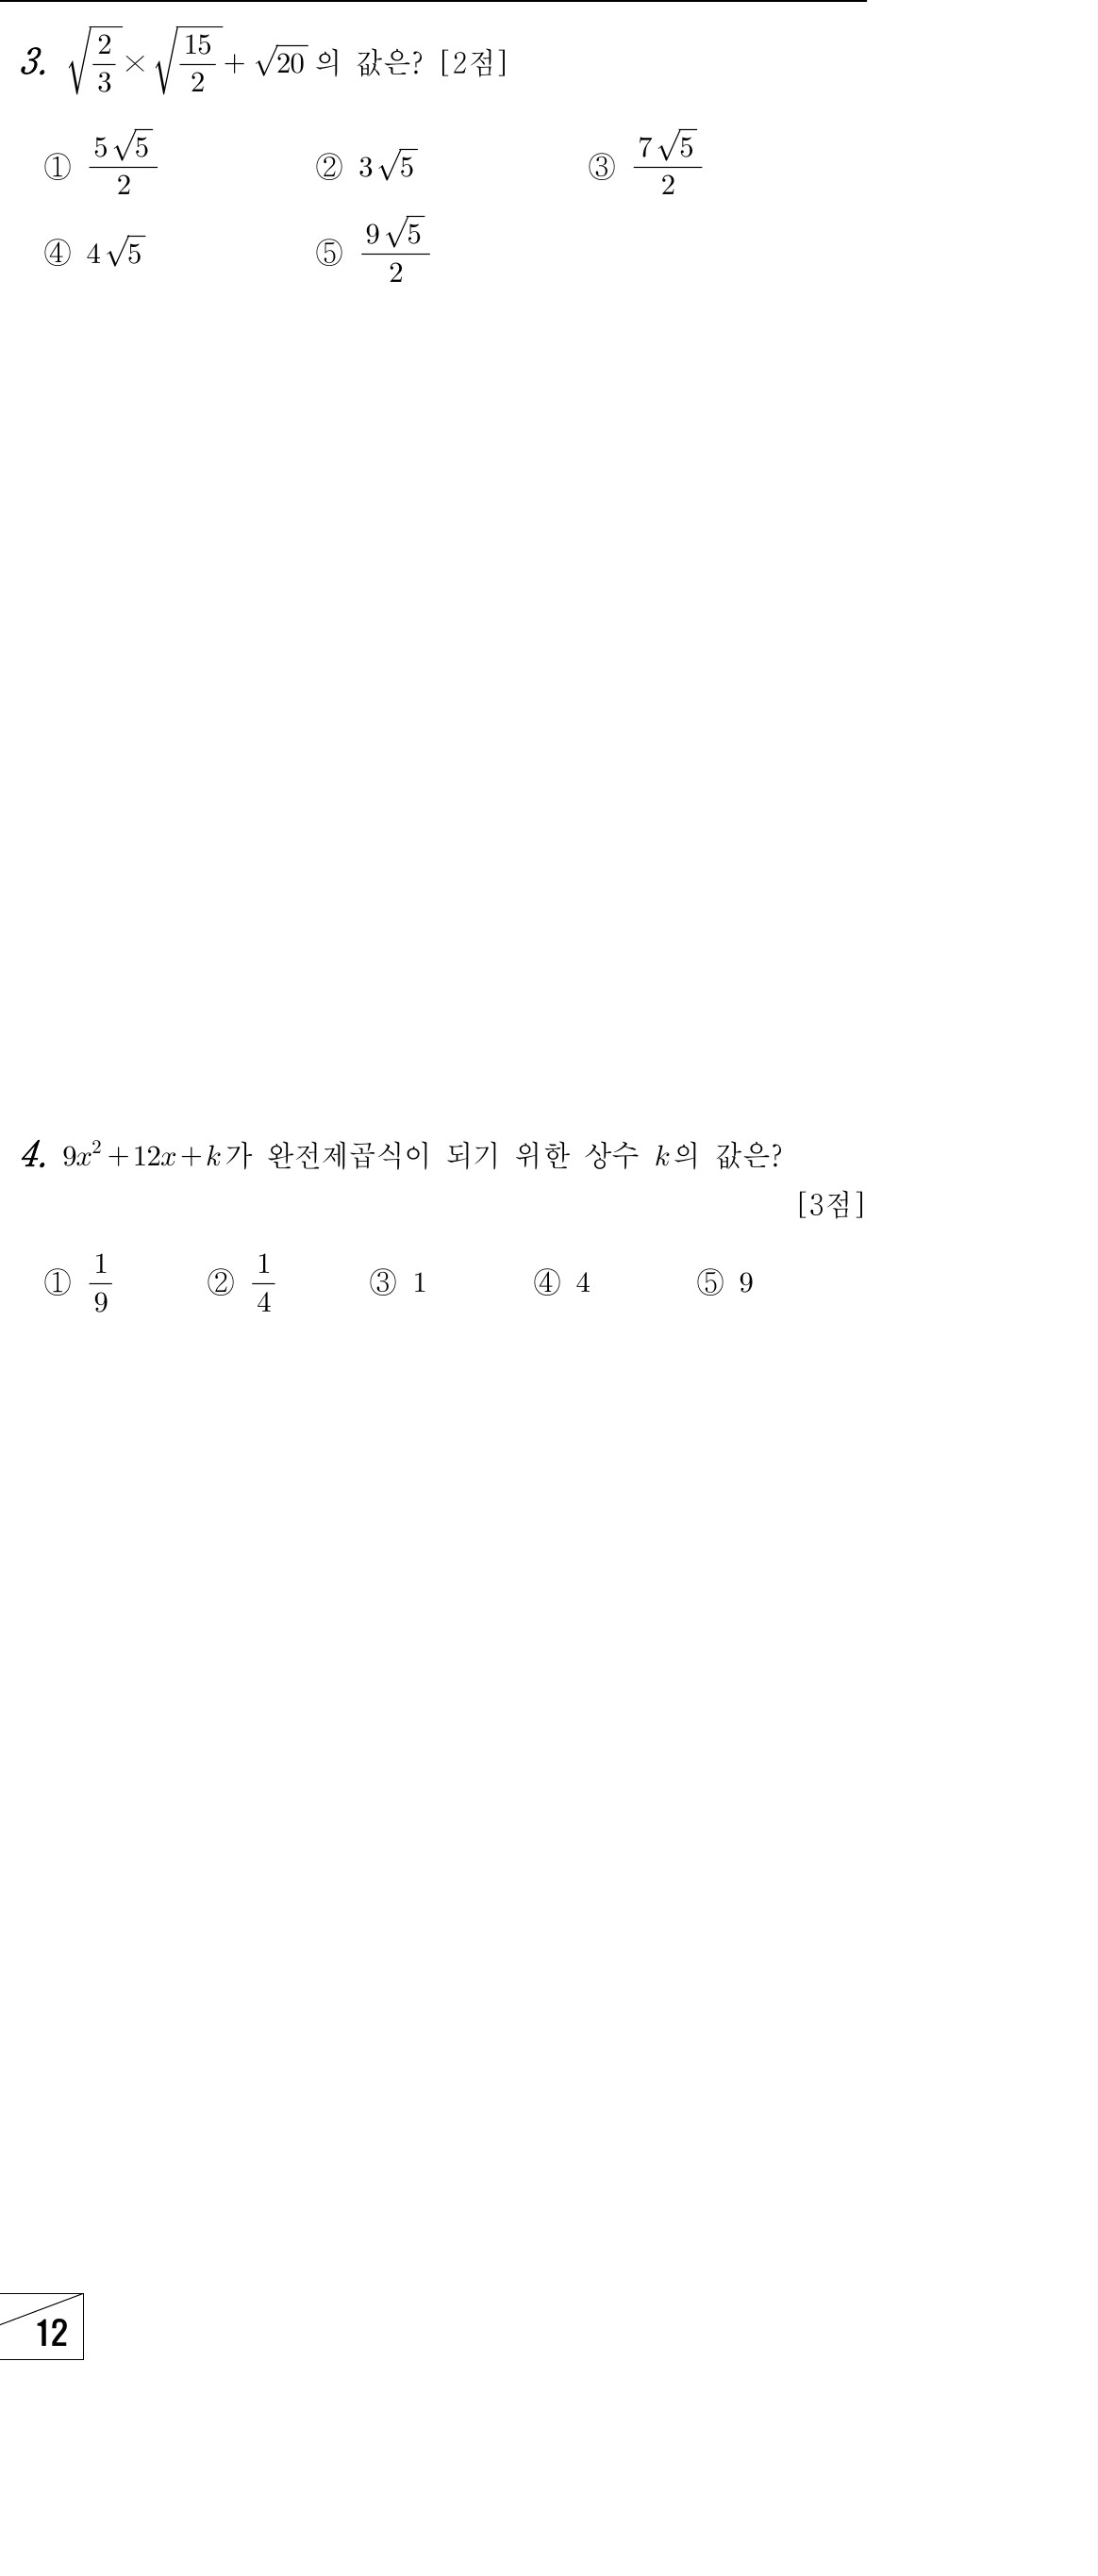 3. $\sqrt{\frac{2}{3}} \times \sqrt{\frac{15}{2}} + \sqrt{20}$ 의 값은? [2점]
① $\frac{5\sqrt{5}}{2}$ ② $3\sqrt{5}$ ③ $\frac{7\sqrt{5}}{2}$
④ $4\sqrt{5}$ ⑤ $\frac{9\sqrt{5}}{2}$
4. $9x^2+12x+k$가 완전제곱식이 되기 위한 상수 $k$의 값은?
[3점]
① $\frac{1}{9}$ ② $\frac{1}{4}$ ③ 1 ④ 4 ⑤ 9
12